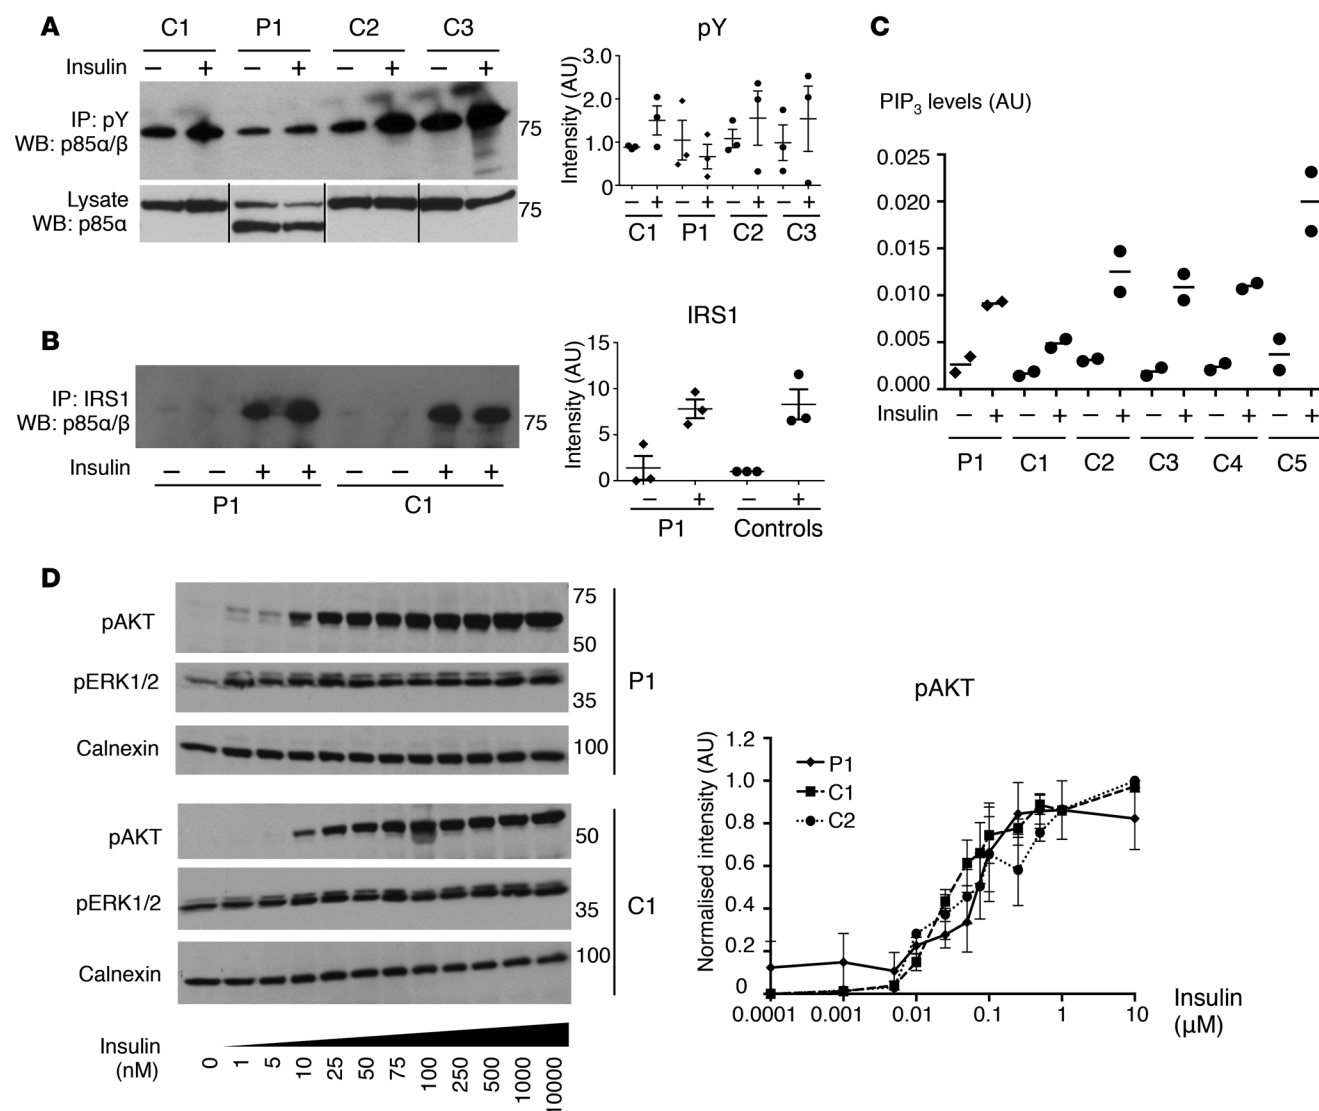 A
C1 P1 C2 C3
Insulin − + − + − + − +
IP: pY
WB: p85α/β
75
Lysate
WB: p85α
75
pY
Intensity (AU)
3.0
2.0
1.0
0
− + − + − + − +
C1 P1 C2 C3
B
IP: IRS1
WB: p85α/β
75
Insulin − − + + − − + +
P1 C1
IRS1
Intensity (AU)
15
10
5
0
− + − +
P1 Controls
C
PIP3 levels (AU)
0.025
0.020
0.015
0.010
0.005
0.000
Insulin − + − + − + − + − + − +
P1 C1 C2 C3 C4 C5
D
pAKT
75
50
pERK1/2
35
Calnexin
100
P1
pAKT
50
pERK1/2
35
Calnexin
100
C1
Insulin
(nM)
0 1 5 10 25 50 75 100 250 500 1000 10000
pAKT
Normalised intensity (AU)
1.2
1.0
0.8
0.6
0.4
0.2
0
P1
C1
C2
0.0001 0.001 0.01 0.1 1 10
Insulin
(μM)